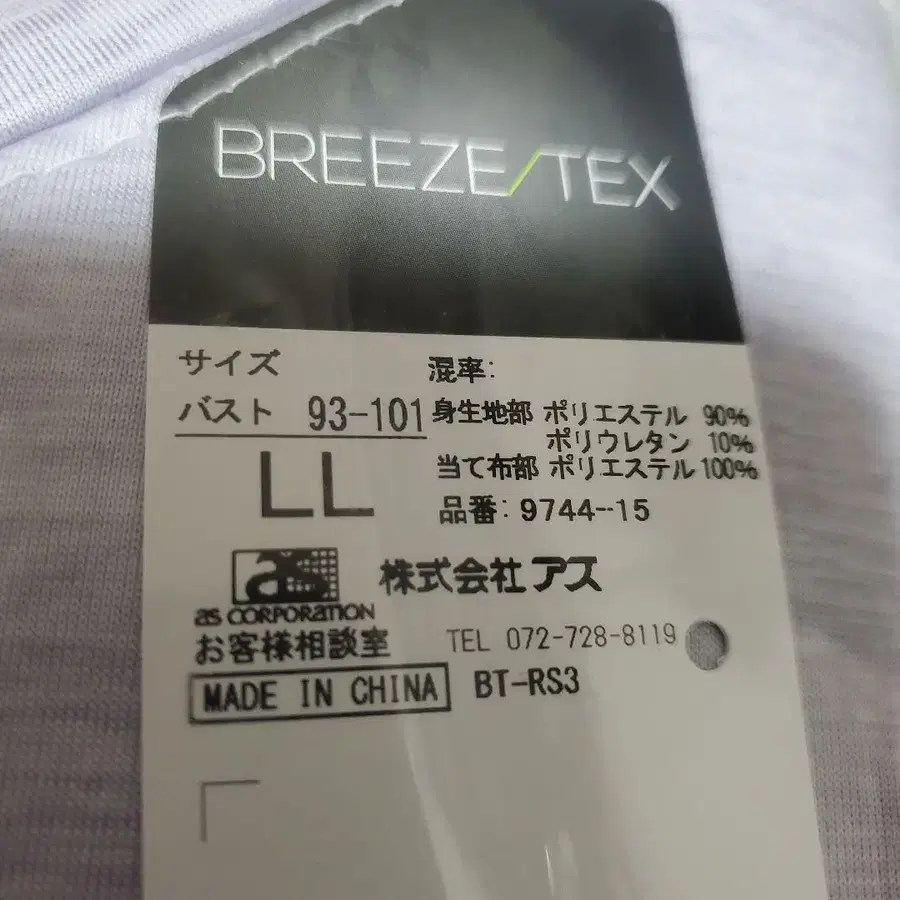 BREEZE/TEX
サイズ
バスト 93-101
LL
混率:
身生地部 ポリエステル 90%
ポリウレタン 10%
当て布部 ポリエステル 100%
品番: 9744-15
as
as CORPORATION
株式会社アス
お客様相談室 TEL 072-728-8119
MADE IN CHINA BT-RS3